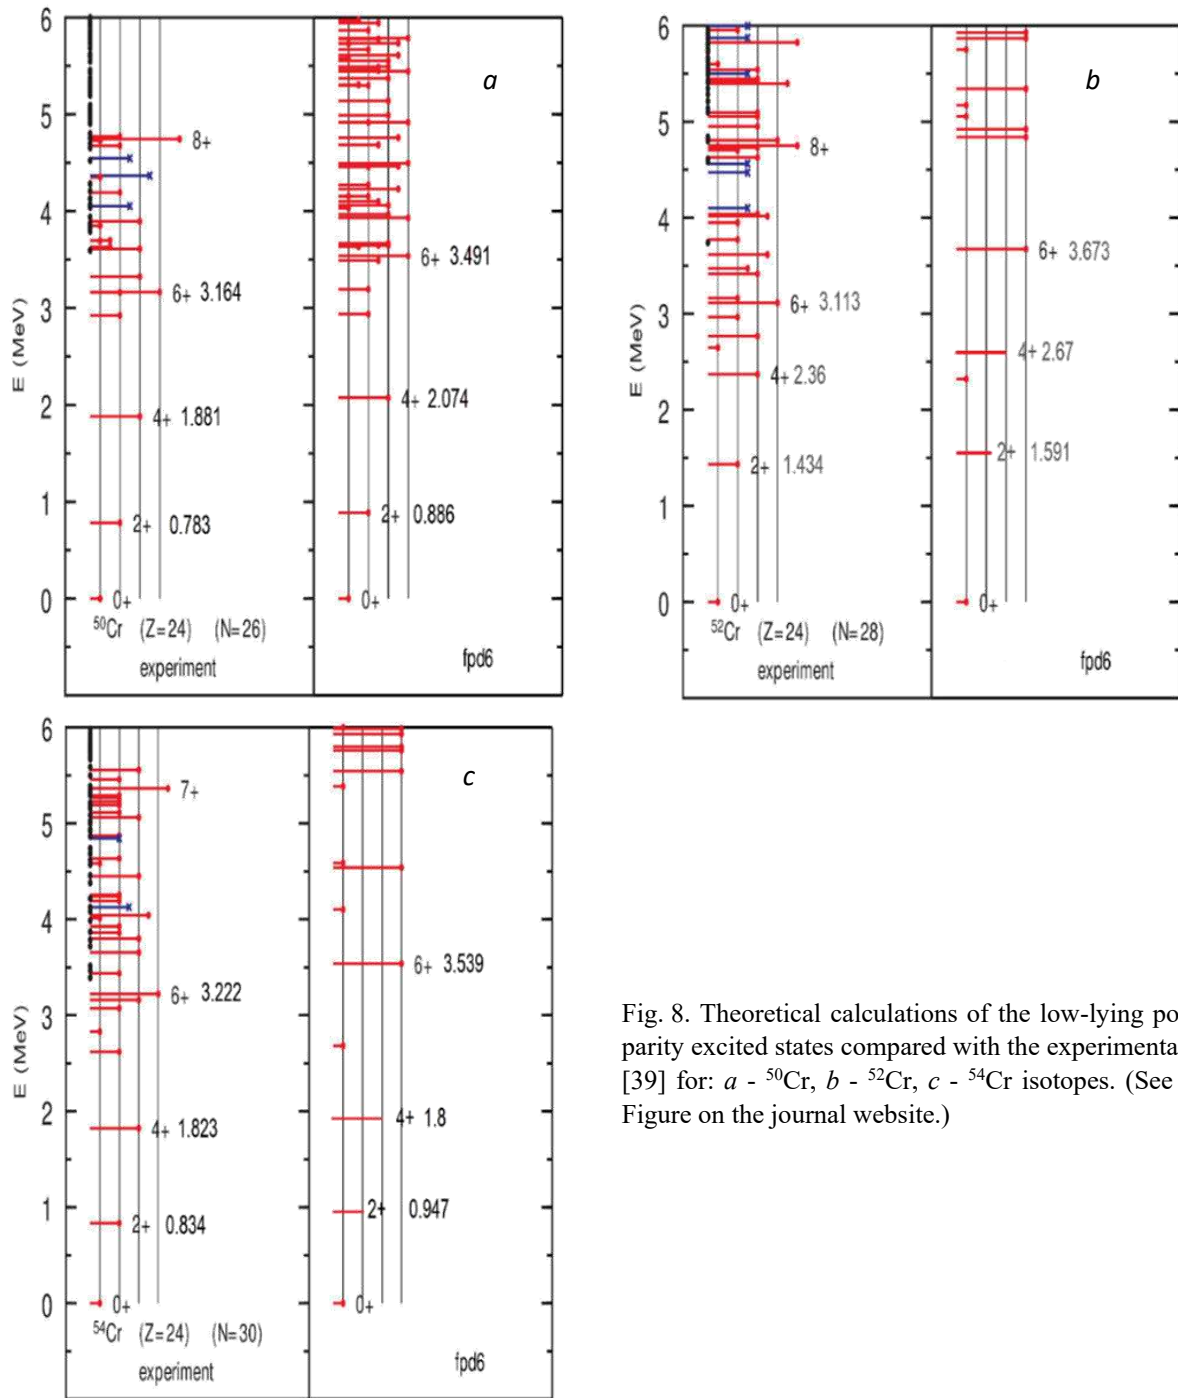 6
5
4
3
2
1
0
E (MeV)
a
8+
6+ 3.164
4+ 1.881
2+ 0.783
0+
6+ 3.491
4+ 2.074
2+ 0.886
0+
⁵⁰Cr (Z=24) (N=26)
experiment
fpd6
6
5
4
3
2
1
0
E (MeV)
b
8+
6+ 3.113
4+ 2.36
2+ 1.434
0+
6+ 3.673
4+ 2.67
2+ 1.591
0+
⁵²Cr (Z=24) (N=28)
experiment
fpd6
6
5
4
3
2
1
0
E (MeV)
c
7+
6+ 3.222
4+ 1.823
2+ 0.834
0+
6+ 3.539
4+ 1.8
2+ 0.947
0+
⁵⁴Cr (Z=24) (N=30)
experiment
fpd6
Fig. 8. Theoretical calculations of the low-lying po
parity excited states compared with the experimenta
[39] for: a - ⁵⁰Cr, b - ⁵²Cr, c - ⁵⁴Cr isotopes. (See
Figure on the journal website.)